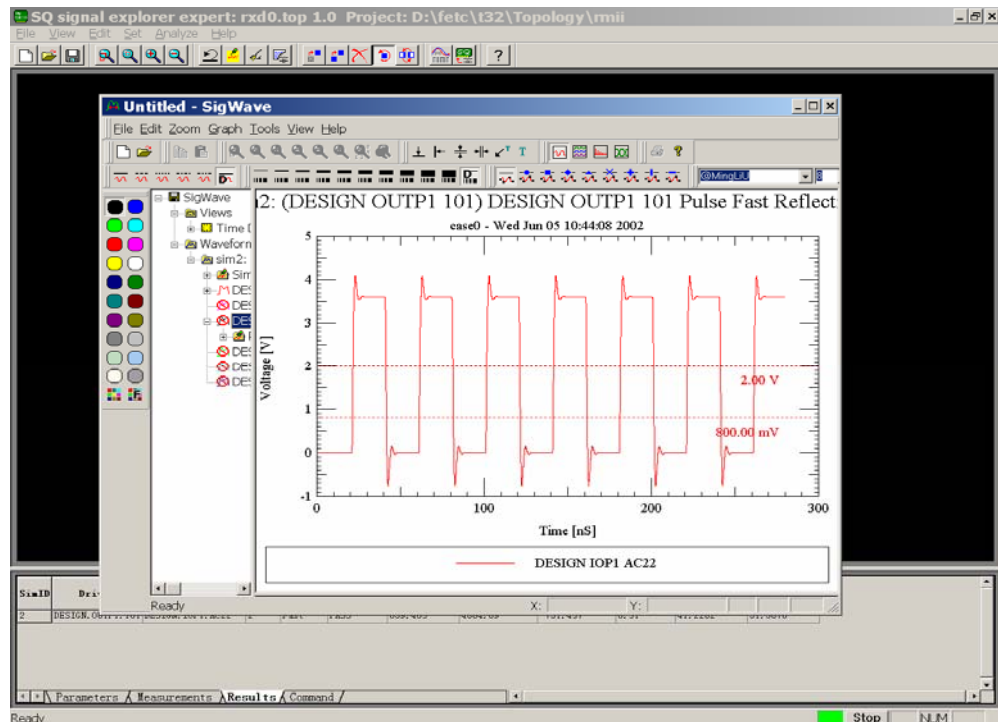 SQ signal explorer expert: rxd0.top 1.0 Project: D:\fetc\t32\Topology\rmii
File View Edit Set Analyze Help
Untitled - SigWave
File Edit Zoom Graph Tools View Help
@MingLiU
SigWave
Views
Time D
Waveform
sim2:
Sim
DES
DES
DES
DES
DES
DES
2: (DESIGN OUTP1 101) DESIGN OUTP1 101 Pulse Fast Reflect
case0 - Wed Jun 05 10:44:08 2002
Voltage [V]
5
4
3
2
1
0
-1
2.00 V
800.00 mV
0 100 200 300
Time [nS]
DESIGN IOP1 AC22
Ready X: Y:
SimID Dri
2
Parameters Measurements Results Command
Ready Stop NUM